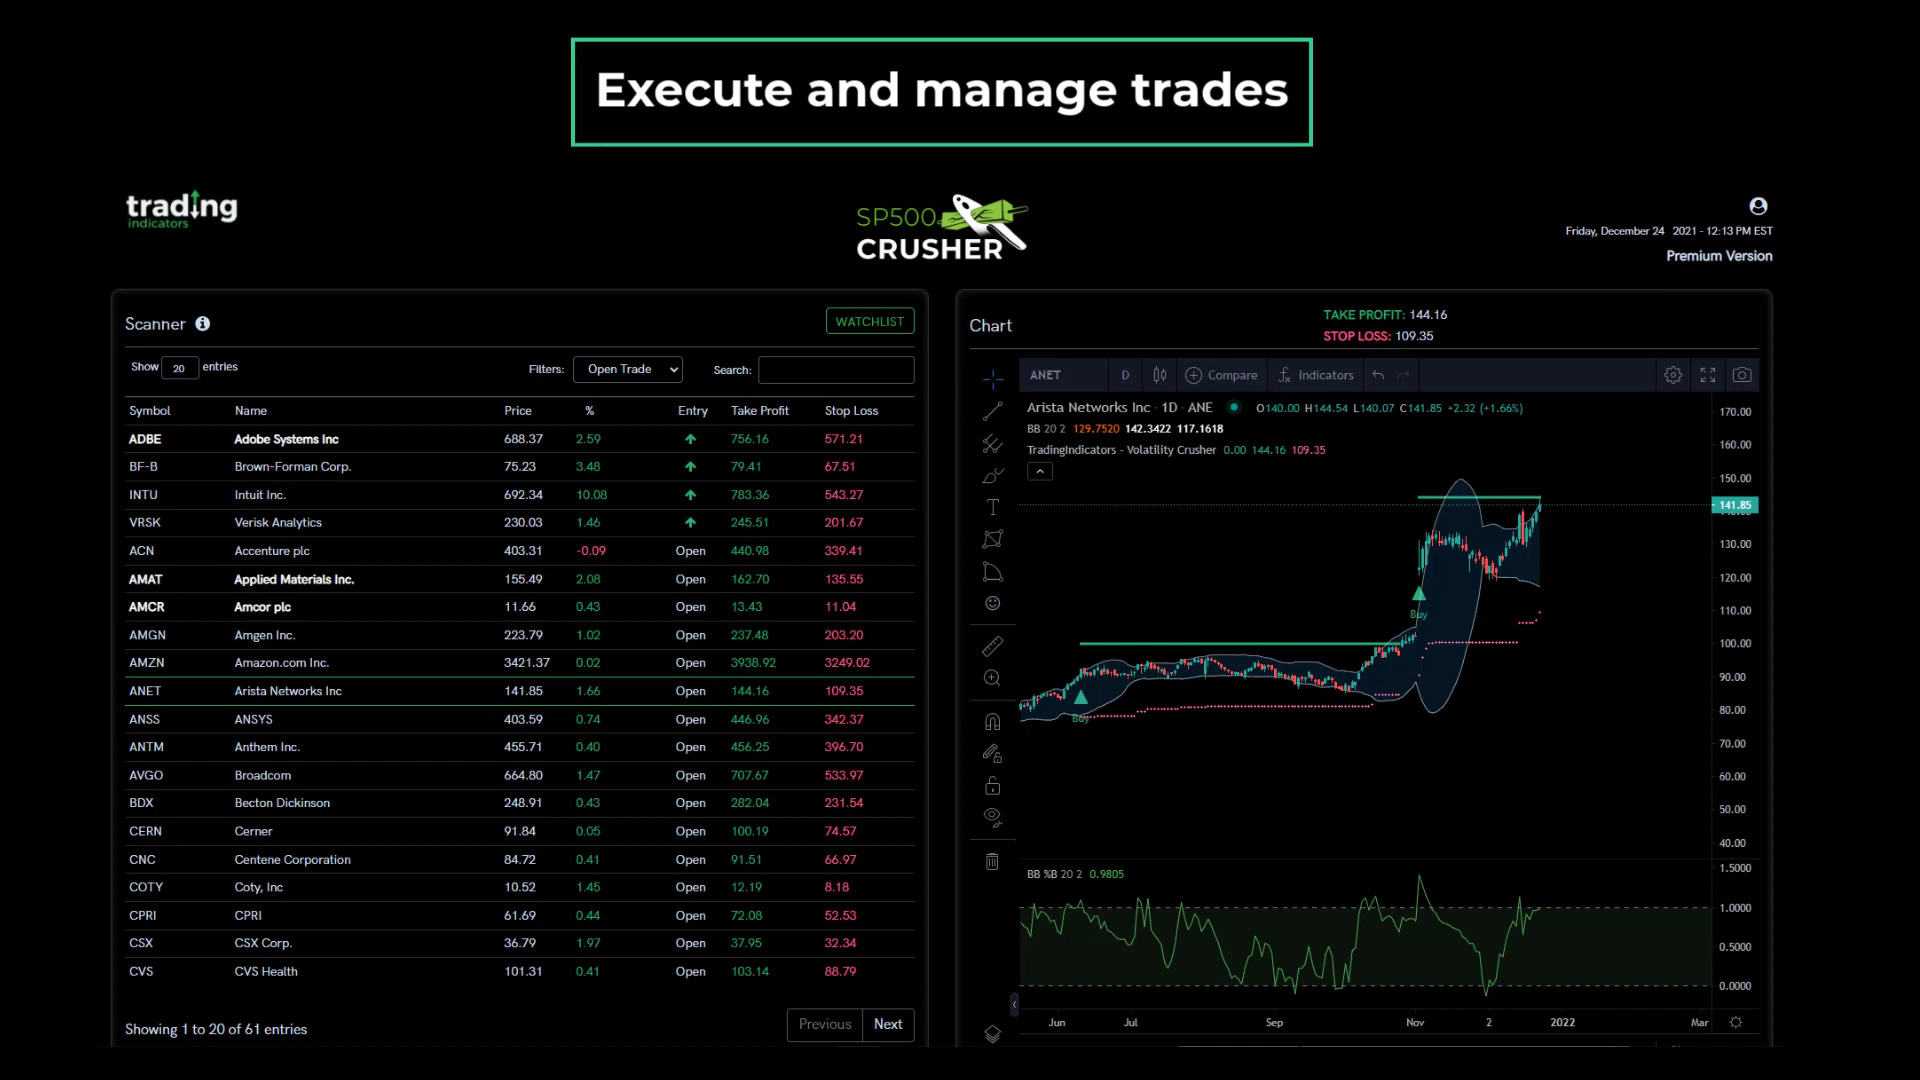 Execute and manage trades
trading
indicators
SP500
CRUSHER
Friday, December 24 2021 - 12:13 PM EST
Premium Version
Scanner
WATCHLIST
Show 20 entries
Filters: Open Trade
Search:
Symbol Name Price % Entry Take Profit Stop Loss
ADBE Adobe Systems Inc 688.37 2.59 756.16 571.21
BF-B Brown-Forman Corp. 75.23 3.48 79.41 67.51
INTU Intuit Inc. 692.34 10.08 783.36 543.27
VRSK Verisk Analytics 230.03 1.46 245.51 201.67
ACN Accenture plc 403.31 -0.09 Open 440.98 339.41
AMAT Applied Materials Inc. 155.49 2.08 Open 162.70 135.55
AMCR Amcor plc 11.66 0.43 Open 13.43 11.04
AMGN Amgen Inc. 223.79 1.02 Open 237.48 203.20
AMZN Amazon.com Inc. 3421.37 0.02 Open 3938.92 3249.02
ANET Arista Networks Inc 141.85 1.66 Open 144.16 109.35
ANSS ANSYS 403.59 0.74 Open 446.96 342.37
ANTM Anthem Inc. 455.71 0.40 Open 456.25 396.70
AVGO Broadcom 664.80 1.47 Open 707.67 533.97
BDX Becton Dickinson 248.91 0.43 Open 282.04 231.54
CERN Cerner 91.84 0.05 Open 100.19 74.57
CNC Centene Corporation 84.72 0.41 Open 91.51 66.97
COTY Coty, Inc 10.52 1.45 Open 12.19 8.18
CPRI CPRI 61.69 0.44 Open 72.08 52.53
CSX CSX Corp. 36.79 1.97 Open 37.95 32.34
CVS CVS Health 101.31 0.41 Open 103.14 88.79
Showing 1 to 20 of 61 entries
Previous Next
Chart
TAKE PROFIT: 144.16
STOP LOSS: 109.35
ANET D Compare Indicators
Arista Networks Inc · 1D · ANE O140.00 H144.54 L140.07 C141.85 +2.32 (+1.66%)
BB 20 2 129.7520 142.3422 117.1618
TradingIndicators - Volatility Crusher 0.00 144.16 109.35
Buy
Buy
170.00
160.00
150.00
141.85
130.00
120.00
110.00
100.00
90.00
80.00
70.00
60.00
50.00
40.00
BB %B 20 2 0.9805
1.5000
1.0000
0.5000
0.0000
Jun Jul Sep Nov 2 2022 Mar